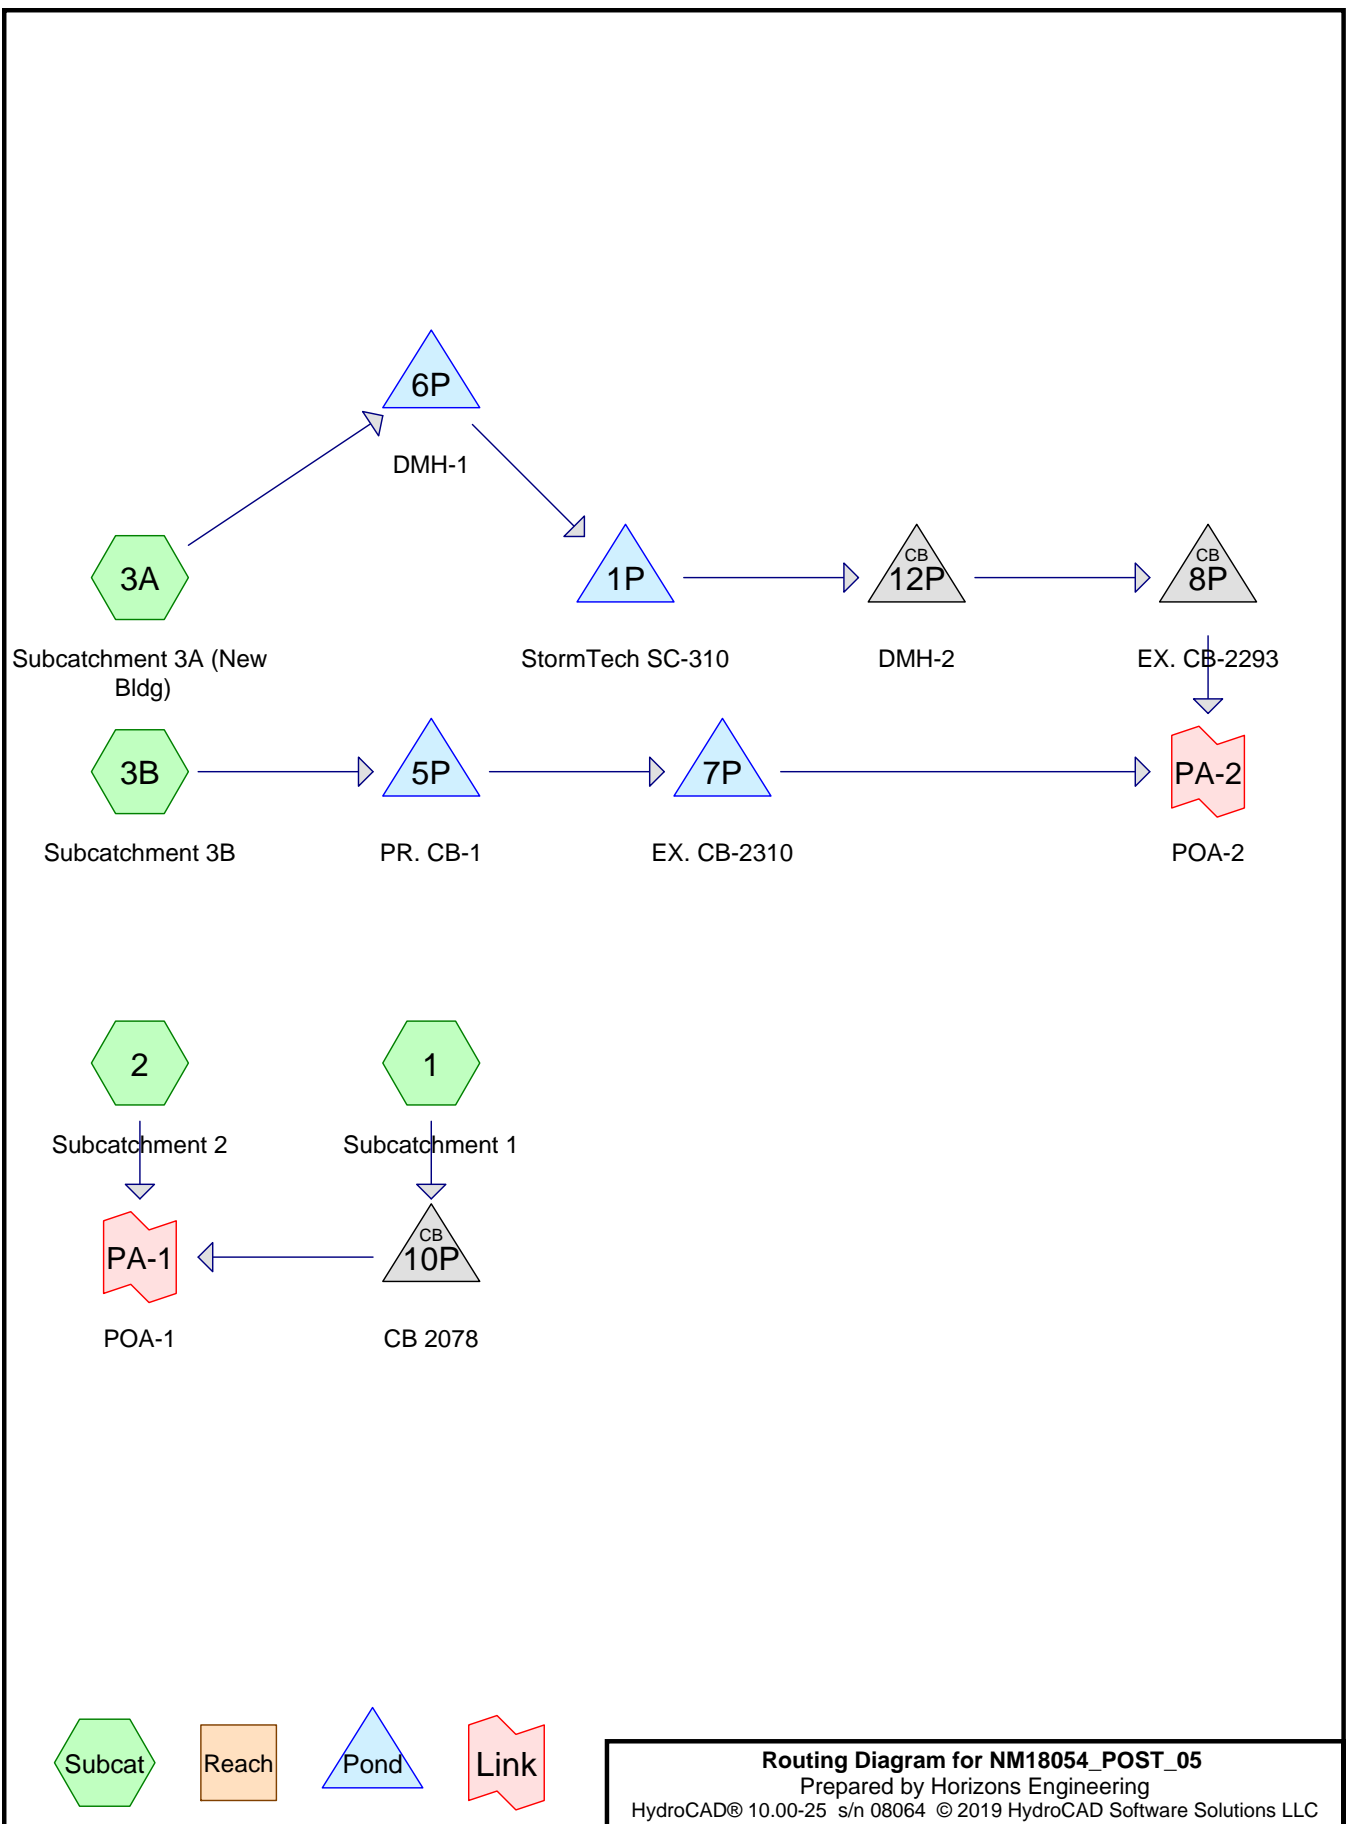 6P
DMH-1
3A
Subcatchment 3A (New
Bldg)
1P
StormTech SC-310
CB
12P
DMH-2
CB
8P
EX. CB-2293
3B
Subcatchment 3B
5P
PR. CB-1
7P
EX. CB-2310
PA-2
POA-2
2
Subcatchment 2
1
Subcatchment 1
PA-1
POA-1
CB
10P
CB 2078
Subcat
Reach
Pond
Link
Routing Diagram for NM18054_POST_05
Prepared by Horizons Engineering
HydroCAD® 10.00-25 s/n 08064 © 2019 HydroCAD Software Solutions LLC